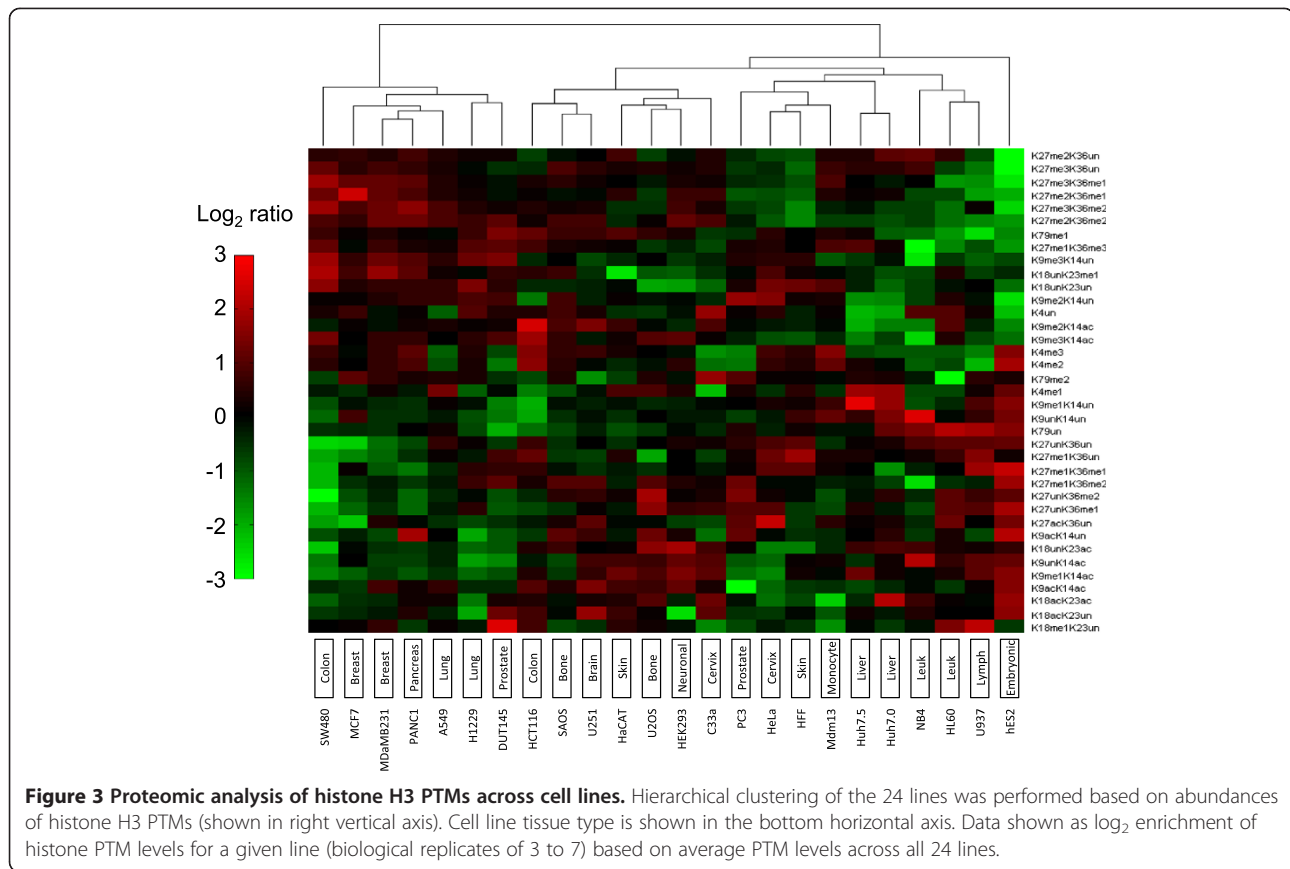 K27me2K36un
K27me3K36un
K27me3K36me1
K27me2K36me1
K27me3K36me2
K27me2K36me2
K79me1
K27me1K36me3
K9me3K14un
K18unK23me1
K18unK23un
K9me2K14un
K4un
K9me2K14ac
K9me3K14ac
K4me3
K4me2
K79me2
K4me1
K9me1K14un
K9unK14un
K79un
K27unK36un
K27me1K36un
K27me1K36me1
K27me1K36me2
K27unK36me2
K27unK36me1
K27acK36un
K9acK14un
K18unK23ac
K9unK14ac
K9me1K14ac
K9acK14ac
K18acK23ac
K18acK23un
K18me1K23un
Log2 ratio
3
2
1
0
-1
-2
-3
Colon
Breast
Breast
Pancreas
Lung
Lung
Prostate
Colon
Bone
Brain
Skin
Bone
Neuronal
Cervix
Prostate
Cervix
Skin
Monocyte
Liver
Liver
Leuk
Leuk
Lymph
Embryonic
SW480
MCF7
MDaMB231
PANC1
A549
H1229
DUT145
HCT116
SAOS
U251
HaCAT
U2OS
HEK293
C33a
PC3
HeLa
HFF
Mdm13
Huh7.5
Huh7.0
NB4
HL60
U937
hES2
Figure 3 Proteomic analysis of histone H3 PTMs across cell lines. Hierarchical clustering of the 24 lines was performed based on abundances
of histone H3 PTMs (shown in right vertical axis). Cell line tissue type is shown in the bottom horizontal axis. Data shown as log2 enrichment of
histone PTM levels for a given line (biological replicates of 3 to 7) based on average PTM levels across all 24 lines.